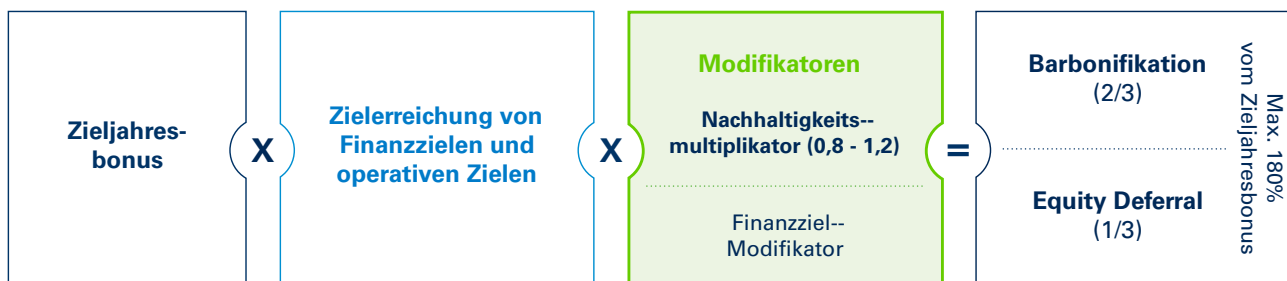 Zieljahres-
bonus
X
Zielerreichung von
Finanzzielen und
operativen Zielen
X
Modifikatoren
Nachhaltigkeits--
multiplikator (0,8 - 1,2)
Finanzziel--
Modifikator
=
Barbonifikation
(2/3)
Equity Deferral
(1/3)
Max. 180%
vom Zieljahresbonus